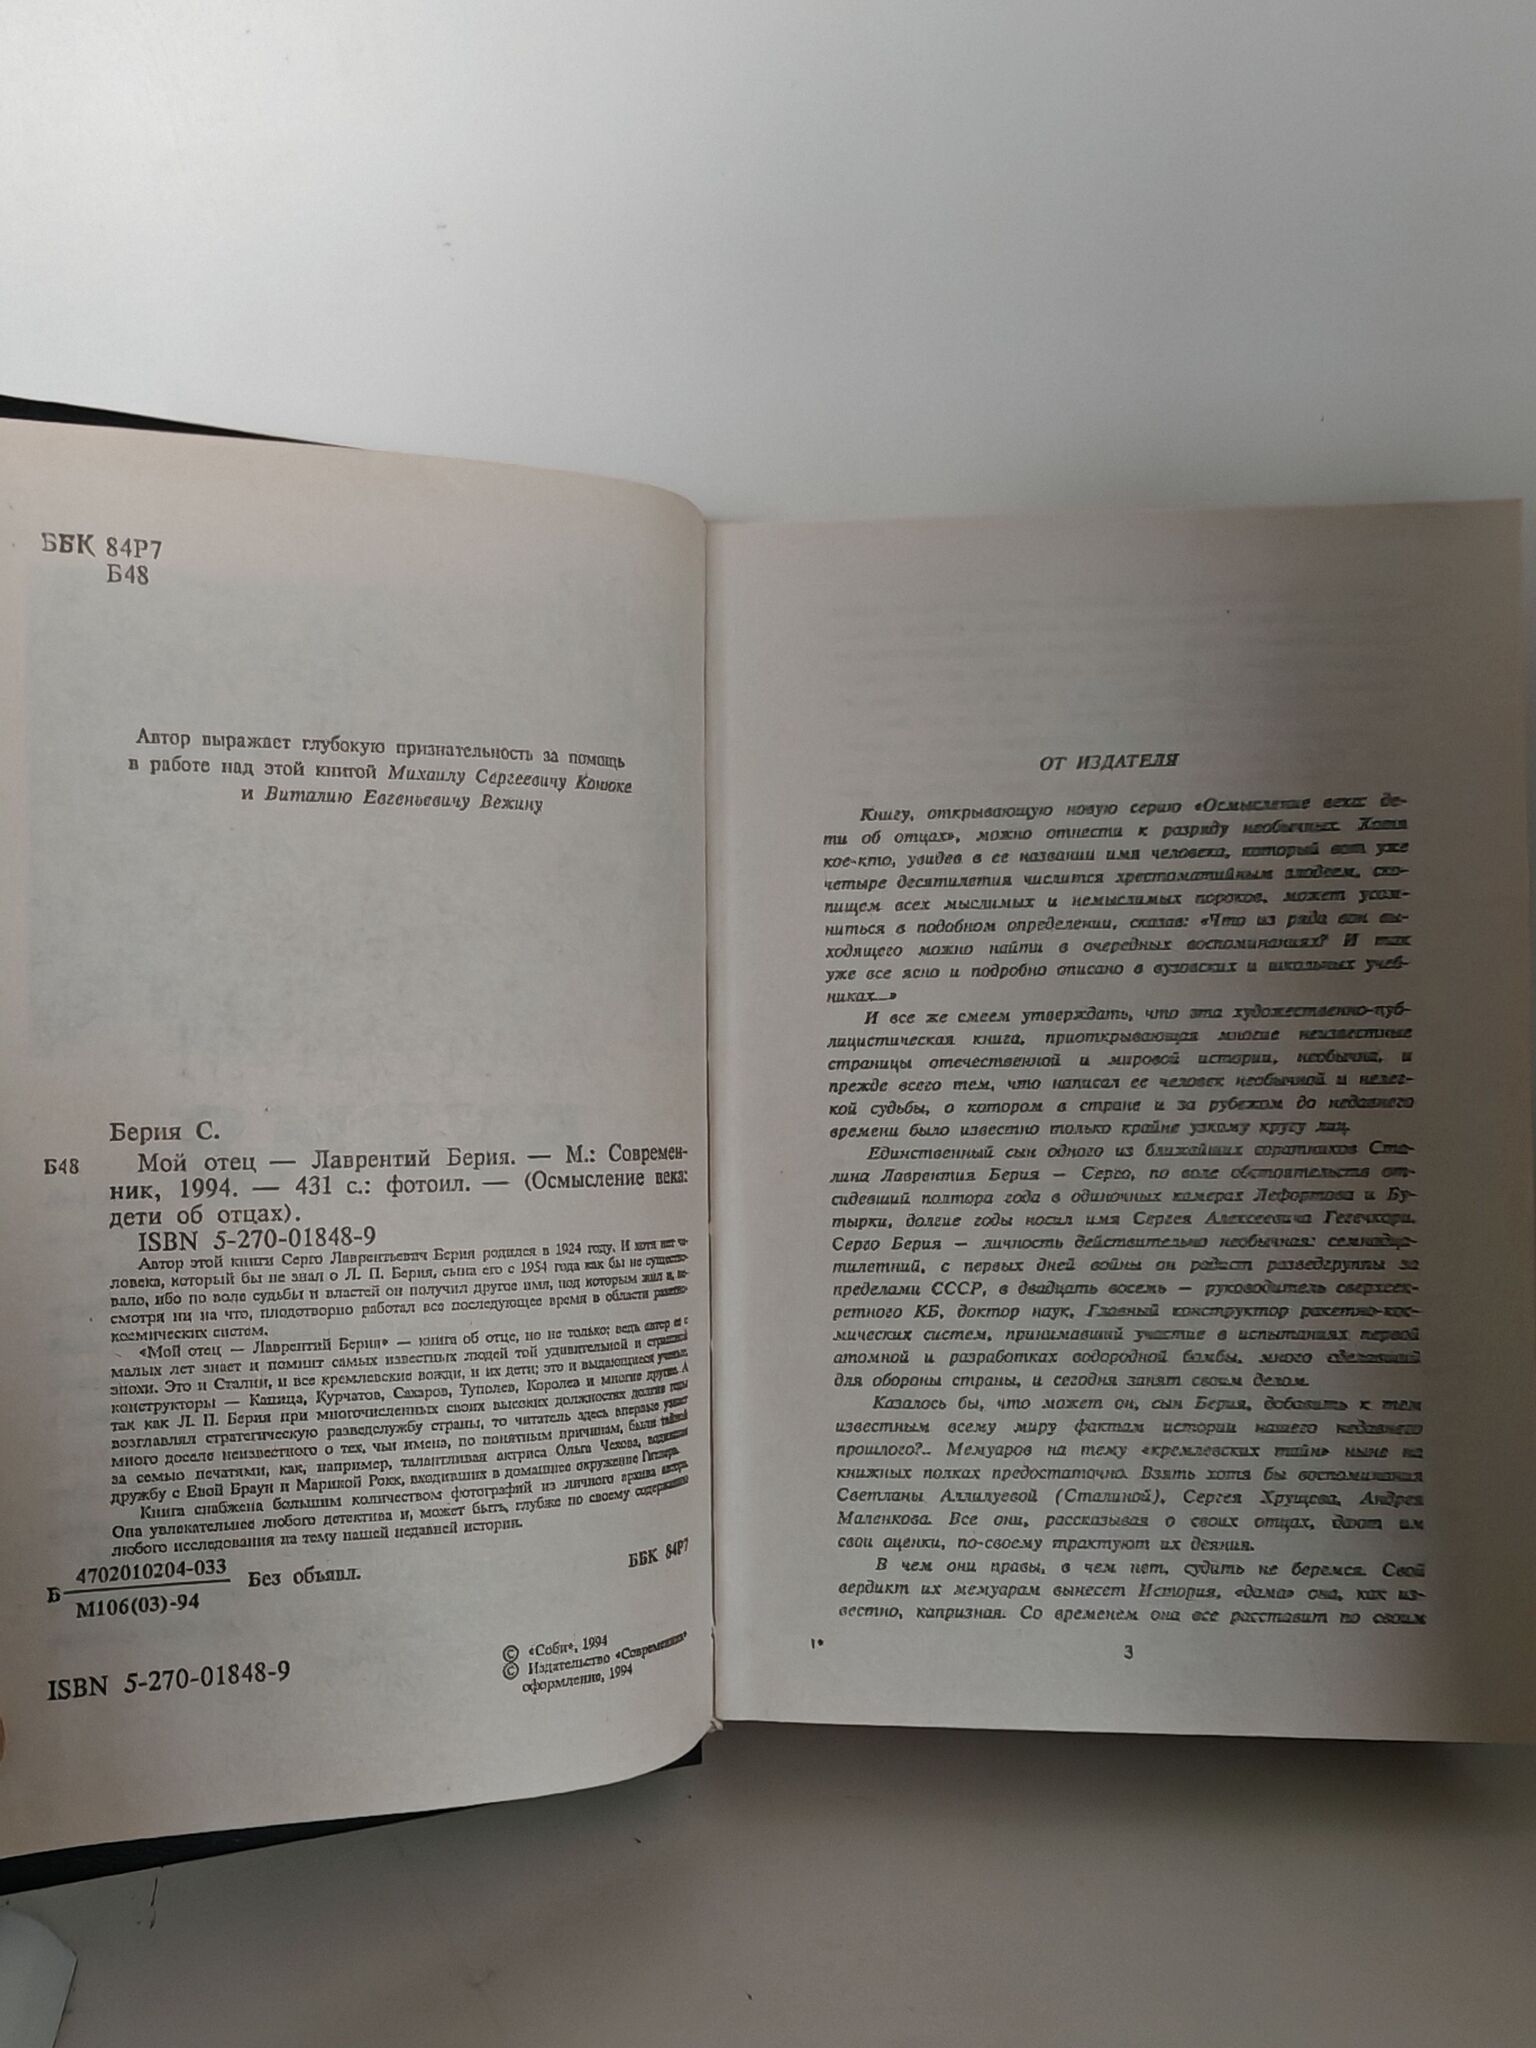 ББК 84Р7
Б48
Автор выражает глубокую признательность за помощь
в работе над этой книгой Михаилу Сергеевичу Конюке
и Виталию Евгеньевичу Вежину
Берия С.
Б48 Мой отец — Лаврентий Берия. — М.: Современ-
ник, 1994. — 431 с.: фотоил. — (Осмысление века:
дети об отцах).
ISBN 5-270-01848-9
Автор этой книги Серго Лаврентьевич Берия родился в 1924 году. И хотя нет че-
ловека, который бы не знал о Л. П. Берия, сына его с 1954 года как бы не существо-
вало, ибо по воле судьбы и властей он получил другое имя, под которым жил и, не-
смотря ни на что, плодотворно работал все последующее время в области ракетно-
космических систем.
«Мой отец — Лаврентий Берия» — книга об отце, но не только; ведь автор ее с
малых лет знает и помнит самых известных людей той удивительной и страшной
эпохи. Это и Сталин, и все кремлевские вожди, и их дети; это и выдающиеся ученые,
конструкторы — Капица, Курчатов, Сахаров, Туполев, Королев и многие другие. А
так как Л. П. Берия при многочисленных своих высоких должностях долгие годы
возглавлял стратегическую разведслужбу страны, то читатель здесь впервые узнает
много доселе неизвестного о тех, чьи имена, по понятным причинам, были тайной
за семью печатями, как, например, талантливая актриса Ольга Чехова, водившая
дружбу с Евой Браун и Марикой Рокк, входивших в домашнее окружение Гитлера.
Книга снабжена большим количеством фотографий из личного архива автора.
Она увлекательнее любого детектива и, может быть, глубже по своему содержанию
любого исследования на тему нашей недавней истории.
Б 4702010204-033 Без объявл. ББК 84Р7
М106(03)-94
© «Соби», 1994
© Издательство «Современник»
оформление, 1994
ISBN 5-270-01848-9
ОТ ИЗДАТЕЛЯ
Книгу, открывающую новую серию «Осмысление века: де-
ти об отцах», можно отнести к разряду необычных. Хотя
кое-кто, увидев в ее названии имя человека, который вот уже
четыре десятилетия числится хрестоматийным злодеем, ско-
пищем всех мыслимых и немыслимых пороков, может усом-
ниться в подобном определении, сказав: «Что из ряда вон вы-
ходящего можно найти в очередных воспоминаниях? И так
уже все ясно и подробно описано в вузовских и школьных учеб-
никах...»
И все же смеем утверждать, что эта художественно-пуб-
лицистическая книга, приоткрывающая многие неизвестные
страницы отечественной и мировой истории, необычна, и
прежде всего тем, что написал ее человек необычной и нелег-
кой судьбы, о котором в стране и за рубежом до недавнего
времени было известно только крайне узкому кругу лиц.
Единственный сын одного из ближайших соратников Ста-
лина Лаврентия Берия — Серго, по воле обстоятельств от-
сидевший полтора года в одиночных камерах Лефортова и Бу-
тырки, долгие годы носил имя Сергея Алексеевича Гегечкори.
Серго Берия — личность действительно необычная: семнадца-
тилетний, с первых дней войны он радист разведгруппы за
пределами СССР, в двадцать восемь — руководитель сверхсек-
ретного КБ, доктор наук, Главный конструктор ракетно-кос-
мических систем, принимавший участие в испытаниях первой
атомной и разработках водородной бомбы, много сделавший
для обороны страны, и сегодня занят своим делом.
Казалось бы, что может он, сын Берия, добавить к тем
известным всему миру фактам истории нашего недавнего
прошлого?.. Мемуаров на тему «кремлевских тайн» ныне на
книжных полках предостаточно. Взять хотя бы воспоминания
Светланы Аллилуевой (Сталиной), Сергея Хрущева, Андрея
Маленкова. Все они, рассказывая о своих отцах, дают им
свои оценки, по-своему трактуют их деяния.
В чем они правы, в чем нет, судить не беремся. Свой
вердикт их мемуарам вынесет История, «дама» она, как из-
вестно, капризная. Со временем она все расставит по своим
1*
3